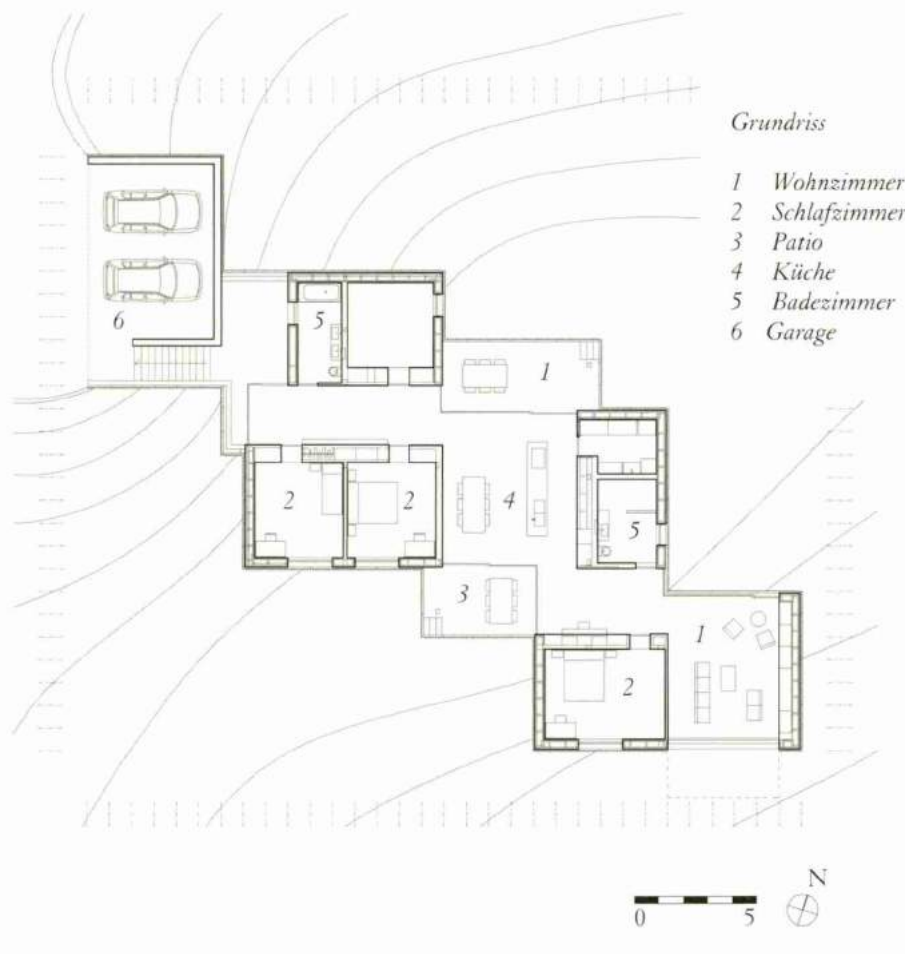 Grundriss
1 Wohnzimmer
2 Schlafzimmer
3 Patio
4 Küche
5 Badezimmer
6 Garage
6
5
1
2
2
4
5
3
1
2
N
0 5